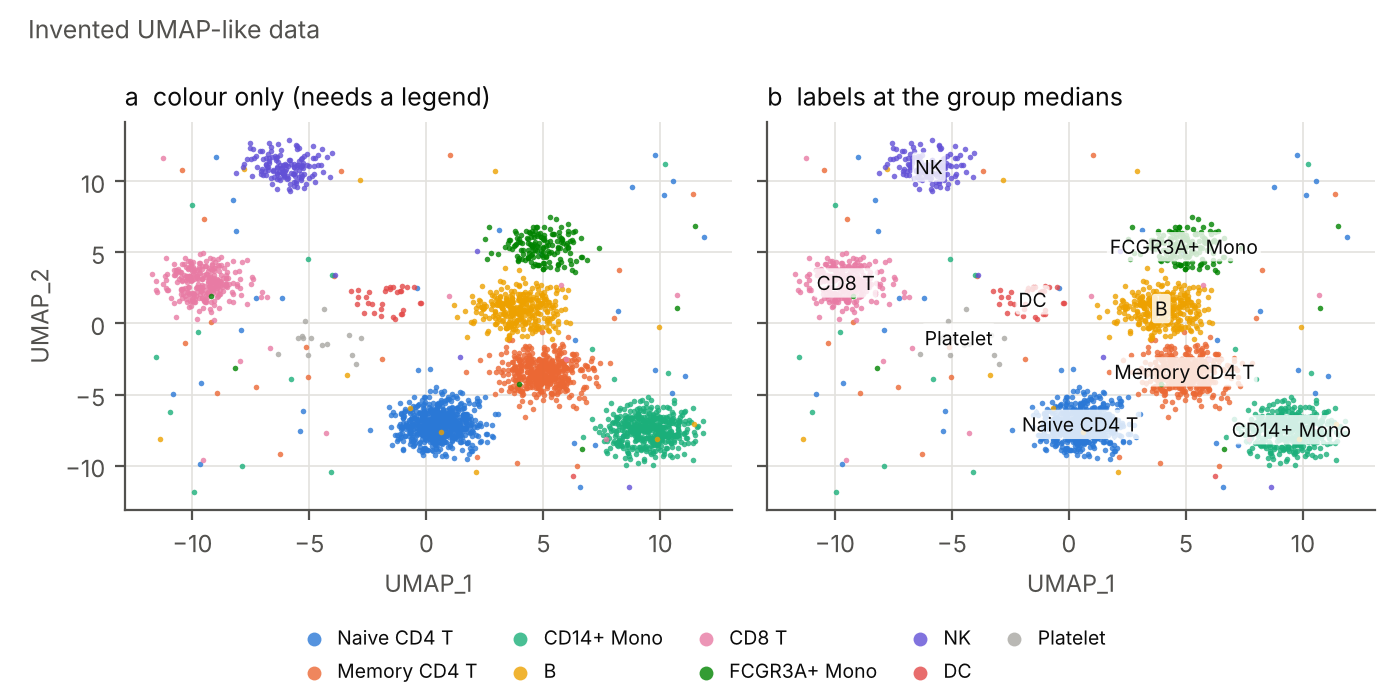 Invented UMAP-like data
a colour only (needs a legend)
b labels at the group medians
UMAP_2
10
5
0
−5
−10
−10 −5 0 5 10
UMAP_1
NK
FCGR3A+ Mono
CD8 T
DC
B
Platelet
Memory CD4 T
Naive CD4 T
CD14+ Mono
−10 −5 0 5 10
UMAP_1
Naive CD4 T CD14+ Mono CD8 T NK Platelet
Memory CD4 T B FCGR3A+ Mono DC